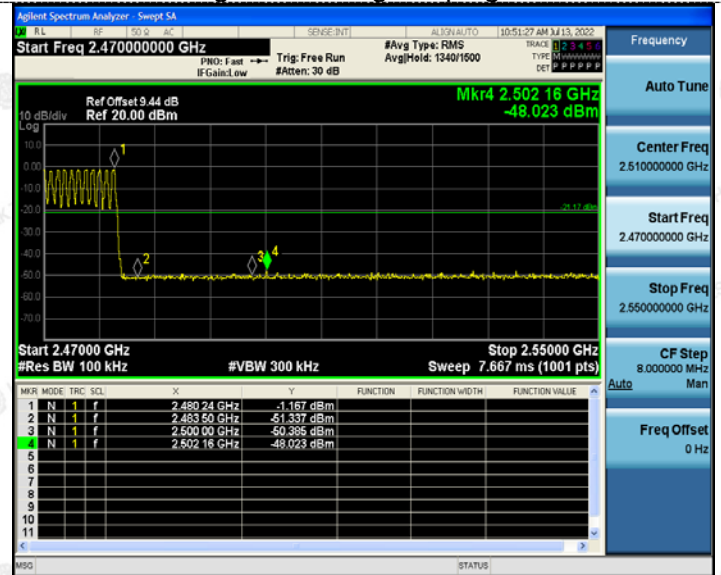 Agilent Spectrum Analyzer - Swept SA
RL RF 50 Ω AC SENSE:INT ALIGNAUTO 10:51:27 AM Jul 13, 2022
Start Freq 2.470000000 GHz
PNO: Fast
IFGain:Low
Trig: Free Run
#Atten: 30 dB
#Avg Type: RMS
Avg|Hold: 1340/1500
TRACE 1 2 3 4 5 6
TYPE M
DET P P P P P P
Frequency
Auto Tune
Center Freq
2.510000000 GHz
Start Freq
2.470000000 GHz
Stop Freq
2.550000000 GHz
CF Step
8.000000 MHz
Auto Man
Freq Offset
0 Hz
Mkr4 2.502 16 GHz
-48.023 dBm
Ref Offset 9.44 dB
10 dB/div Ref 20.00 dBm
Log
10.0
0.00
-10.0
-20.0
-30.0
-40.0
-50.0
-60.0
-70.0
1
2
3
4
-21.17 dBm
Start 2.47000 GHz Stop 2.55000 GHz
#Res BW 100 kHz #VBW 300 kHz Sweep 7.667 ms (1001 pts)
MKR MODE TRC SCL X Y FUNCTION FUNCTION WIDTH FUNCTION VALUE
1 N 1 f 2.480 24 GHz -1.167 dBm
2 N 1 f 2.483 50 GHz -51.337 dBm
3 N 1 f 2.500 00 GHz -50.385 dBm
4 N 1 f 2.502 16 GHz -48.023 dBm
5
6
7
8
9
10
11
MSG STATUS